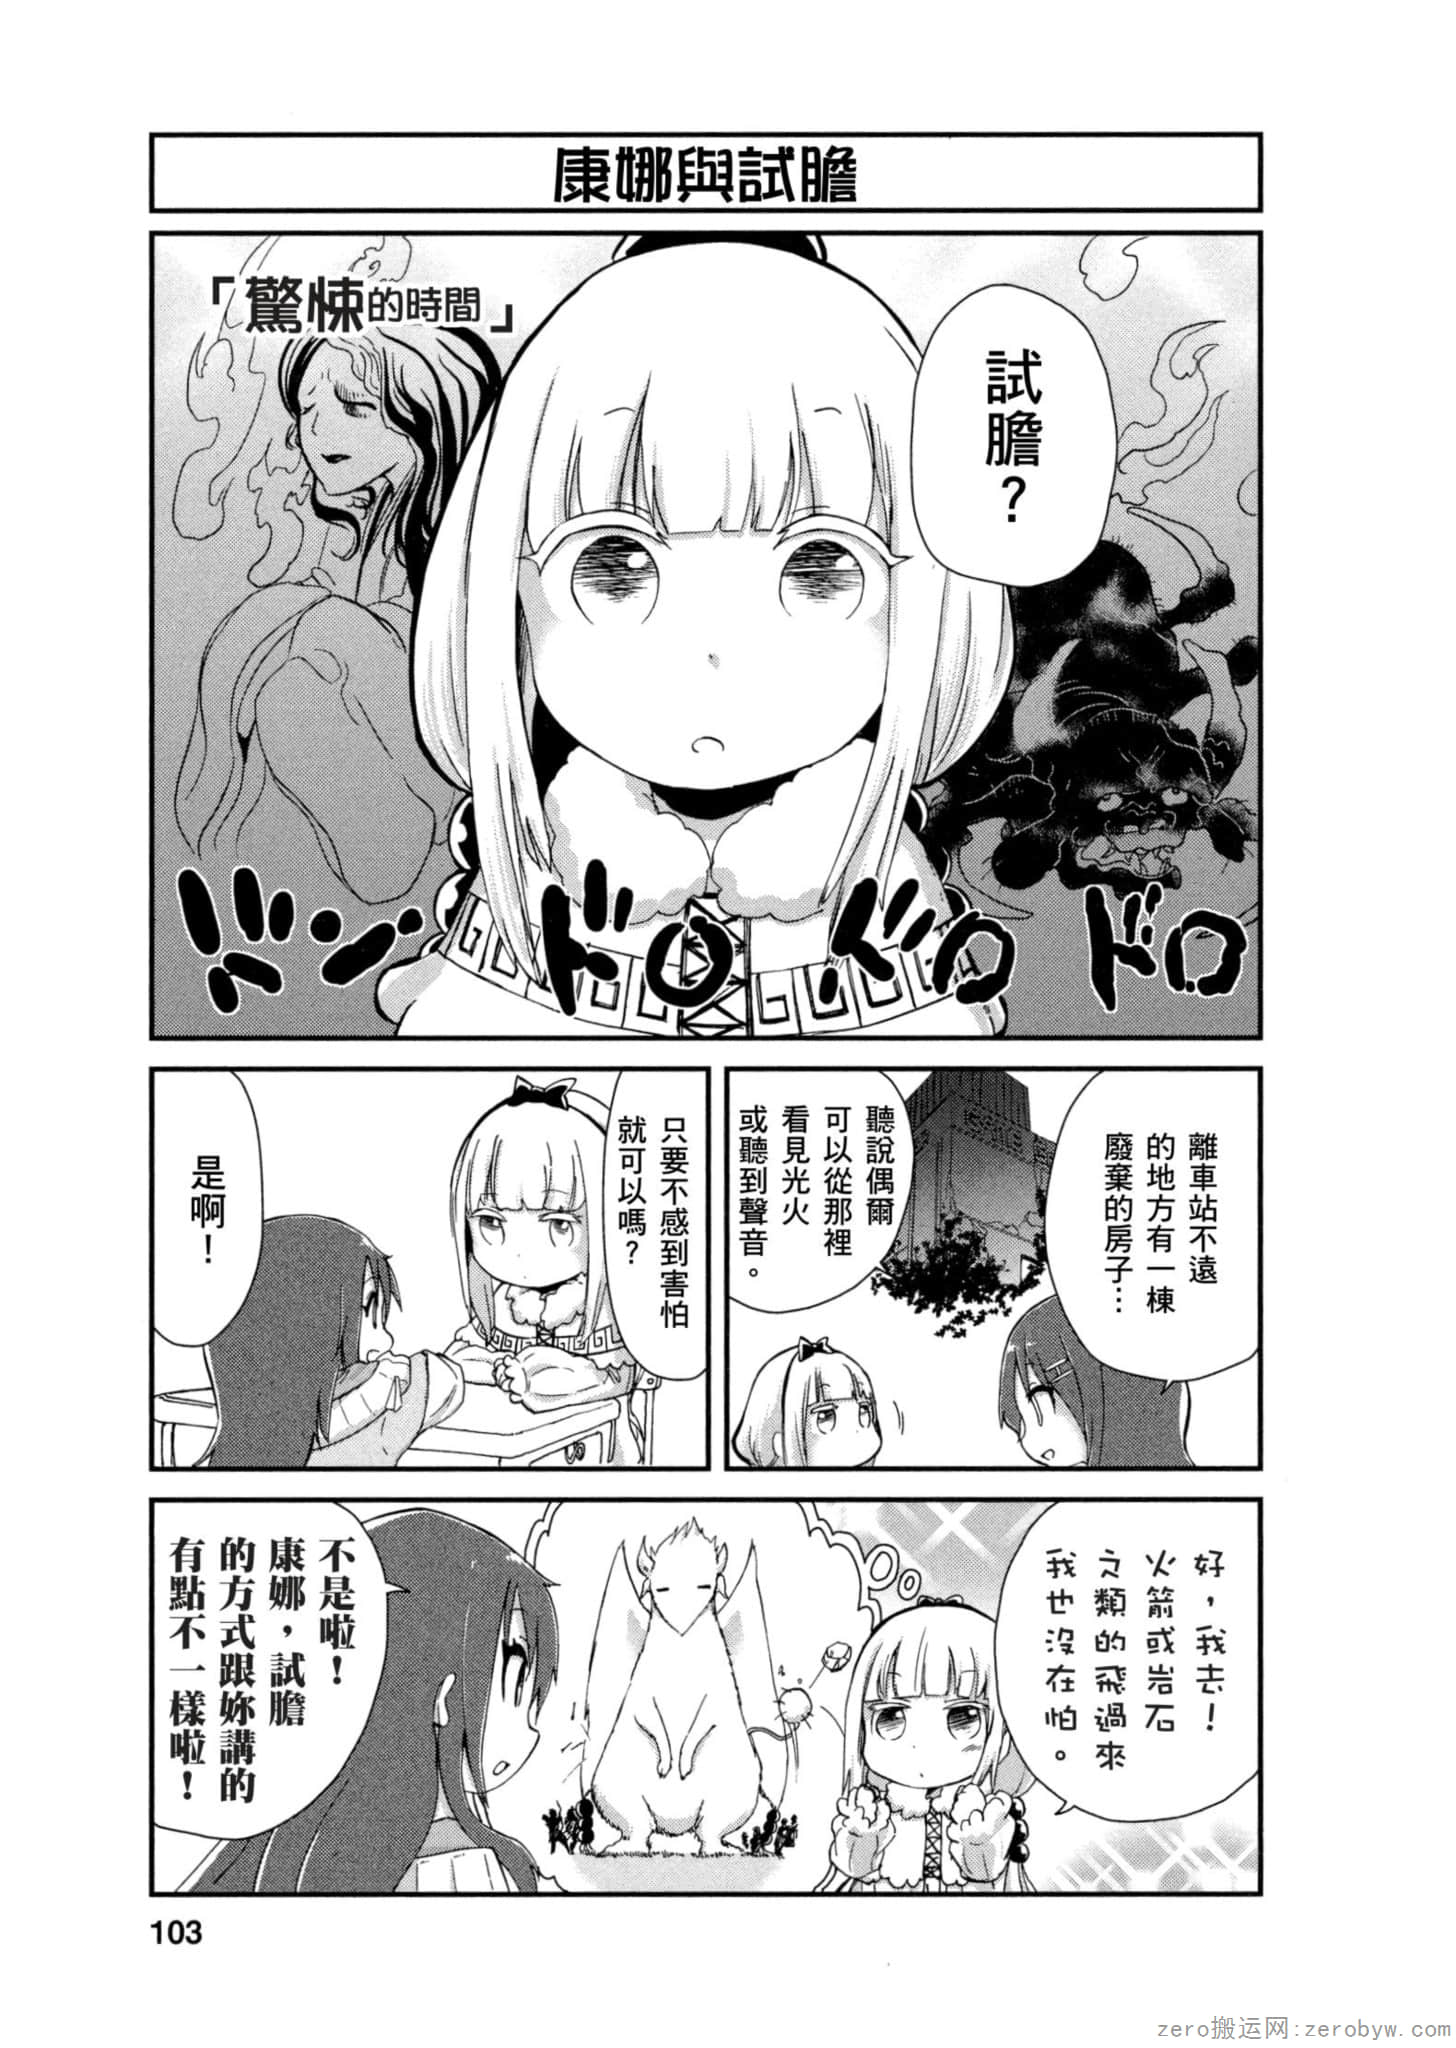 康娜與試膽
「驚悚的時間」
試膽？
ドロ
ドロ
ドロ
ドン
離車站不遠
的地方有一棟
廢棄的房子…
聽說偶爾
可以從那裡
看見光火
或聽到聲音。
只要不感到害怕
就可以嗎？
是啊！
好，我去！
火箭或岩石
之類的飛過來
我也沒在怕。
不是啦！
康娜，試膽
的方式跟妳講的
有點不一樣啦！
103
zero搬运网:zerobyw.com